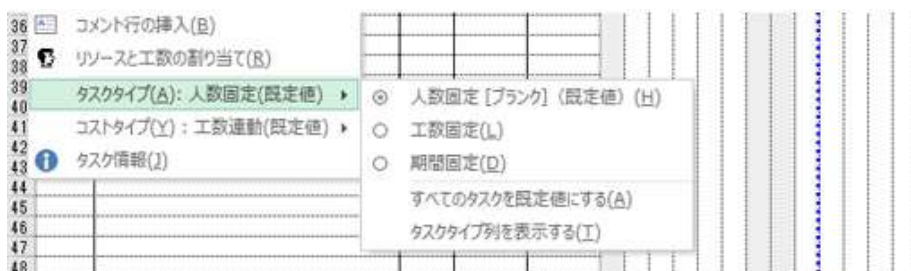 36
コメント行の挿入(B)
37
リソースと工数の割り当て(R)
38
39
タスクタイプ(A): 人数固定(既定値)
人数固定 [ブランク] (既定値) (H)
40
41
コストタイプ(Y) : 工数連動(既定値)
工数固定(L)
42
43
タスク情報(J)
期間固定(D)
44
すべてのタスクを既定値にする(A)
45
46
タスクタイプ列を表示する(T)
47
48